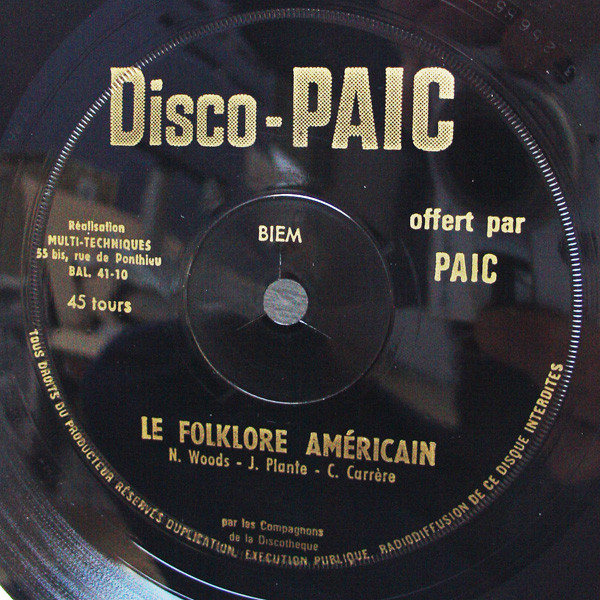 Disco-PAIC
Réalisation
MULTI-TECHNIQUES
55 bis, rue de Ponthieu
BAL. 41-10
45 tours
BIEM
offert par
PAIC
LE FOLKLORE AMÉRICAIN
N. Woods - J. Plante - C. Carrère
par les Compagnons
de la Discotheque
TOUS DROITS DU PRODUCTEUR RÉSERVÉS DUPLICATION, EXECUTION PUBLIQUE, RADIODIFFUSION DE CE DISQUE INTERDITES